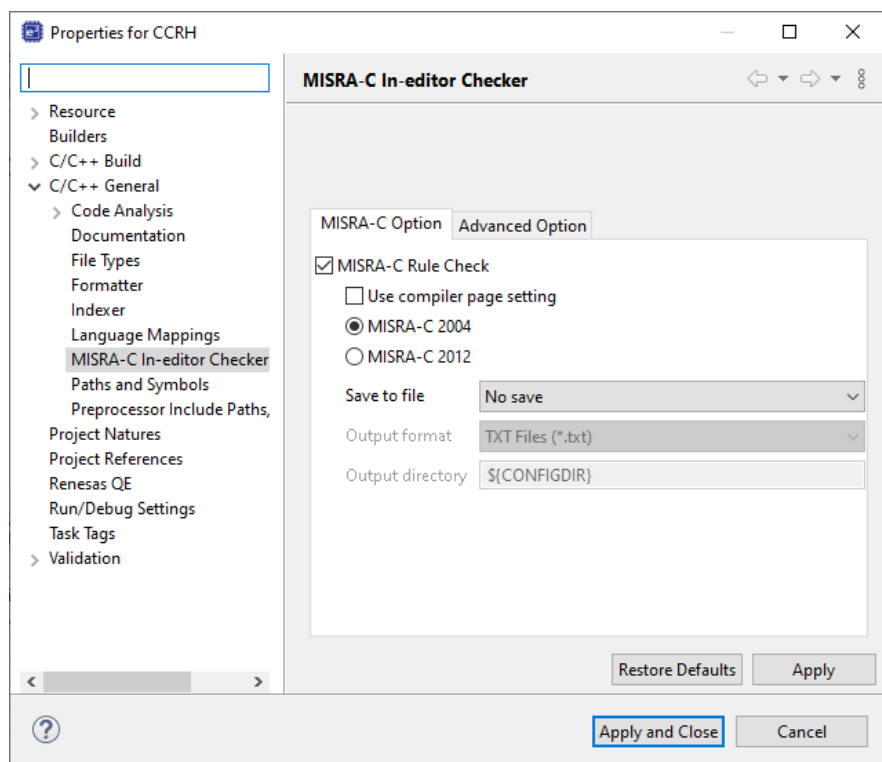 Properties for CCRH
MISRA-C In-editor Checker
Resource
Builders
C/C++ Build
C/C++ General
Code Analysis
Documentation
File Types
Formatter
Indexer
Language Mappings
MISRA-C In-editor Checker
Paths and Symbols
Preprocessor Include Paths,
Project Natures
Project References
Renesas QE
Run/Debug Settings
Task Tags
Validation
MISRA-C Option
Advanced Option
MISRA-C Rule Check
Use compiler page setting
MISRA-C 2004
MISRA-C 2012
Save to file
No save
Output format
TXT Files (*.txt)
Output directory
${CONFIGDIR}
Restore Defaults
Apply
Apply and Close
Cancel